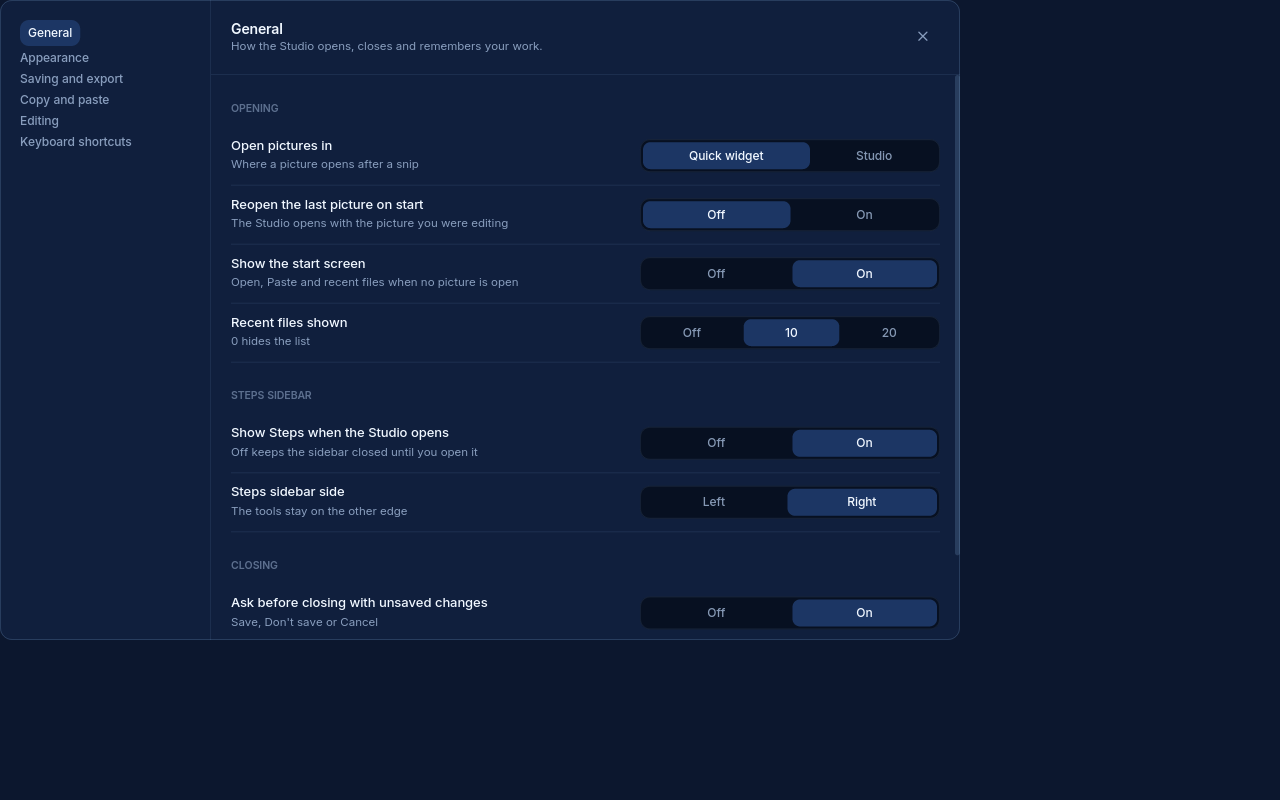 General
Appearance
Saving and export
Copy and paste
Editing
Keyboard shortcuts
General
How the Studio opens, closes and remembers your work.
OPENING
Open pictures in
Where a picture opens after a snip
Quick widget Studio
Reopen the last picture on start
The Studio opens with the picture you were editing
Off On
Show the start screen
Open, Paste and recent files when no picture is open
Off On
Recent files shown
0 hides the list
Off 10 20
STEPS SIDEBAR
Show Steps when the Studio opens
Off keeps the sidebar closed until you open it
Off On
Steps sidebar side
The tools stay on the other edge
Left Right
CLOSING
Ask before closing with unsaved changes
Save, Don't save or Cancel
Off On